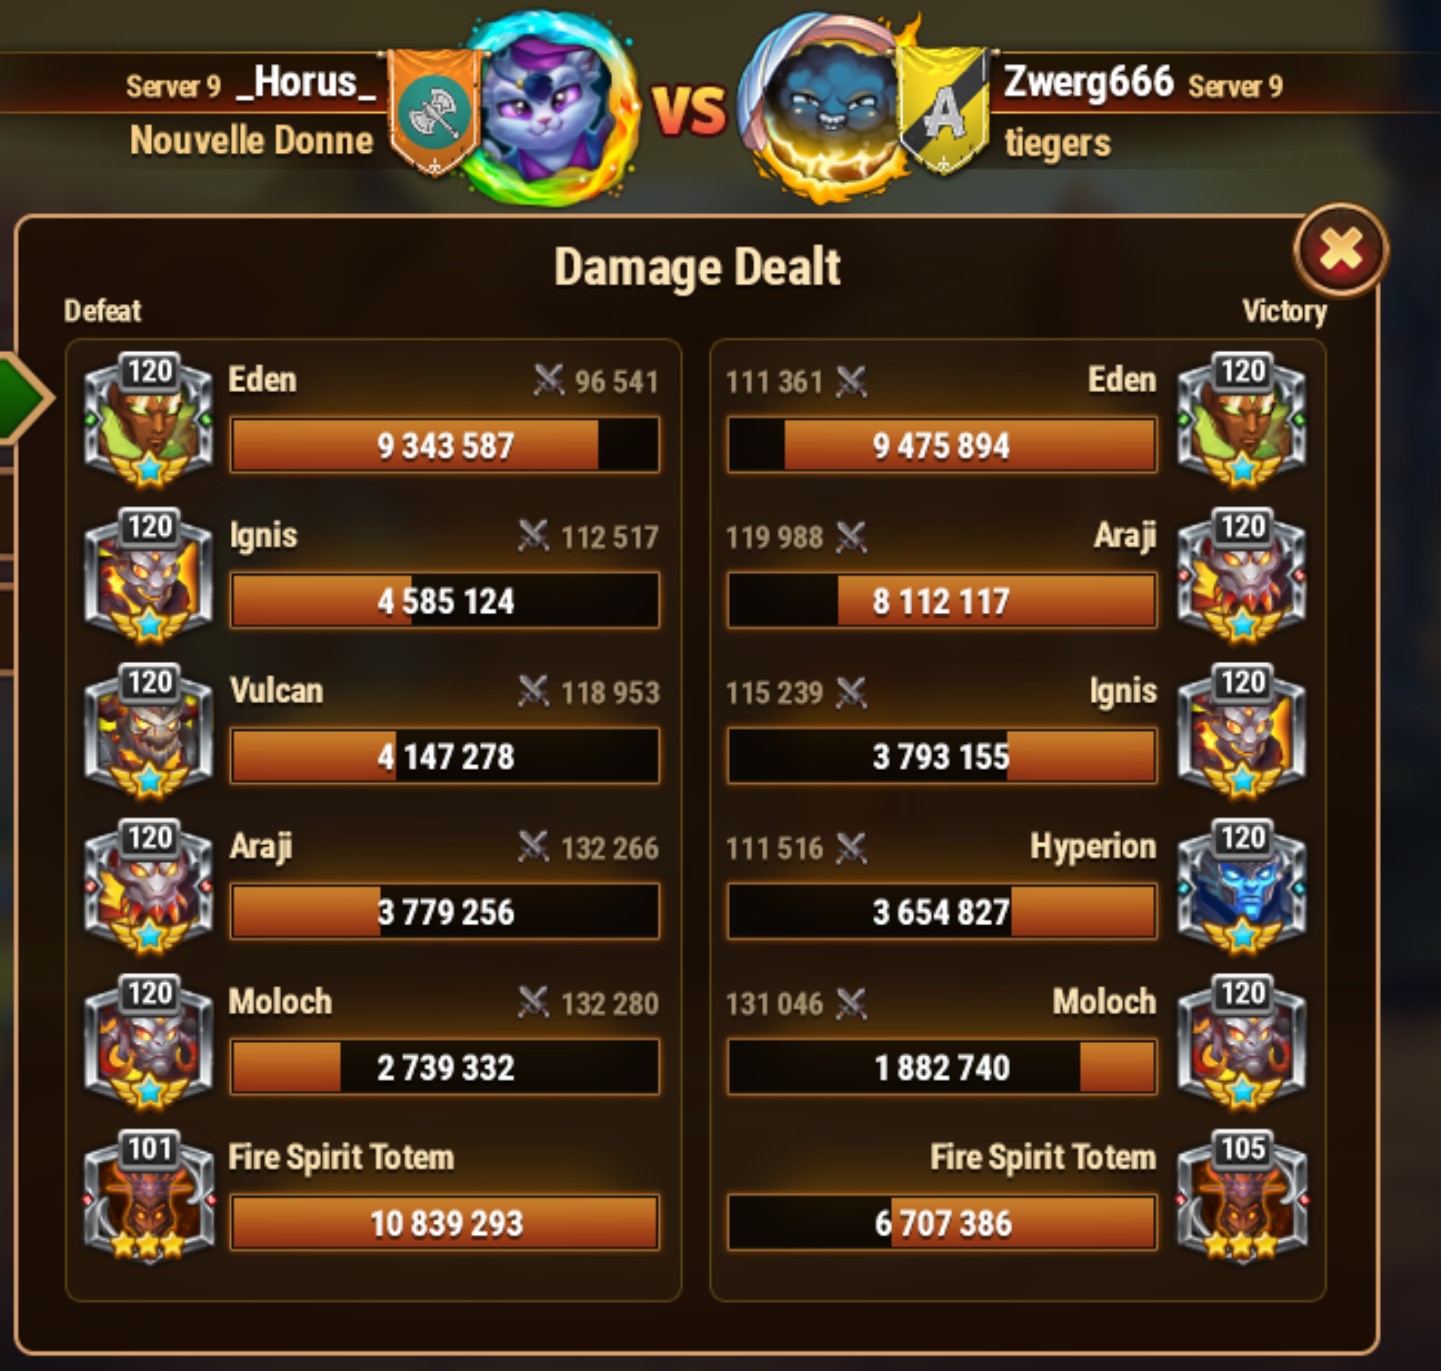 Server 9 _Horus_ VS Zwerg666 Server 9
Nouvelle Donne A tiegers
Damage Dealt
Defeat Victory
120 Eden 96 541 111 361 Eden 120
9 343 587 9 475 894
120 Ignis 112 517 119 988 Araji 120
4 585 124 8 112 117
120 Vulcan 118 953 115 239 Ignis 120
4 147 278 3 793 155
120 Araji 132 266 111 516 Hyperion 120
3 779 256 3 654 827
120 Moloch 132 280 131 046 Moloch 120
2 739 332 1 882 740
101 Fire Spirit Totem Fire Spirit Totem 105
10 839 293 6 707 386